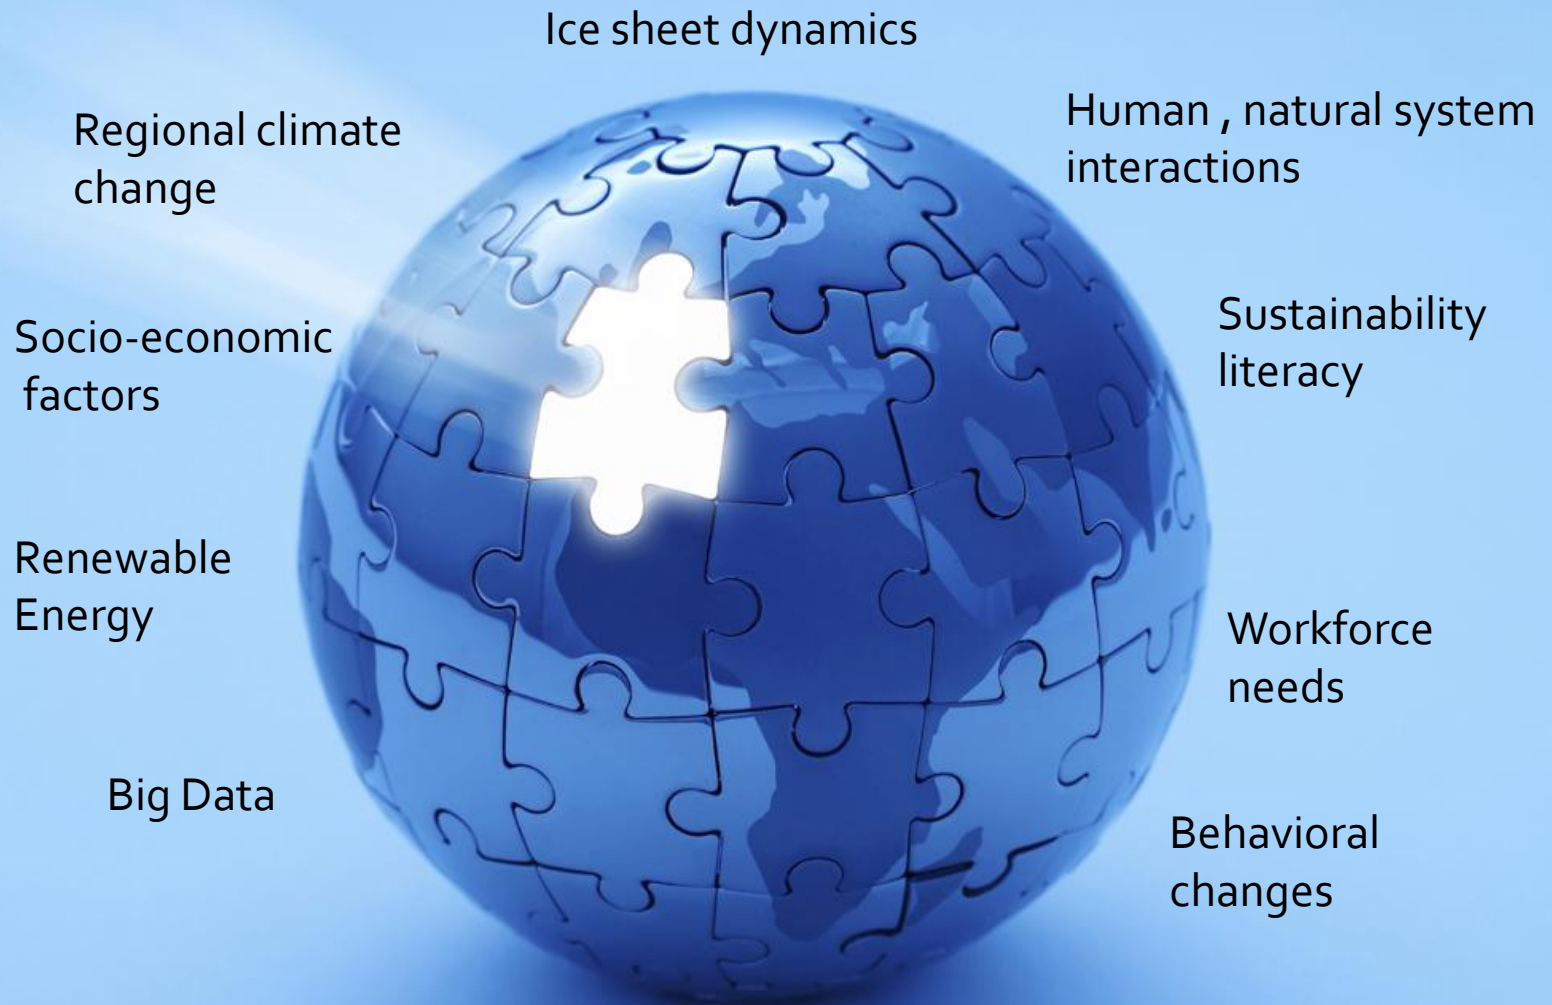 Ice sheet dynamics
Regional climate
change
Human , natural system
interactions
Socio-economic
factors
Sustainability
literacy
Renewable
Energy
Workforce
needs
Big Data
Behavioral
changes